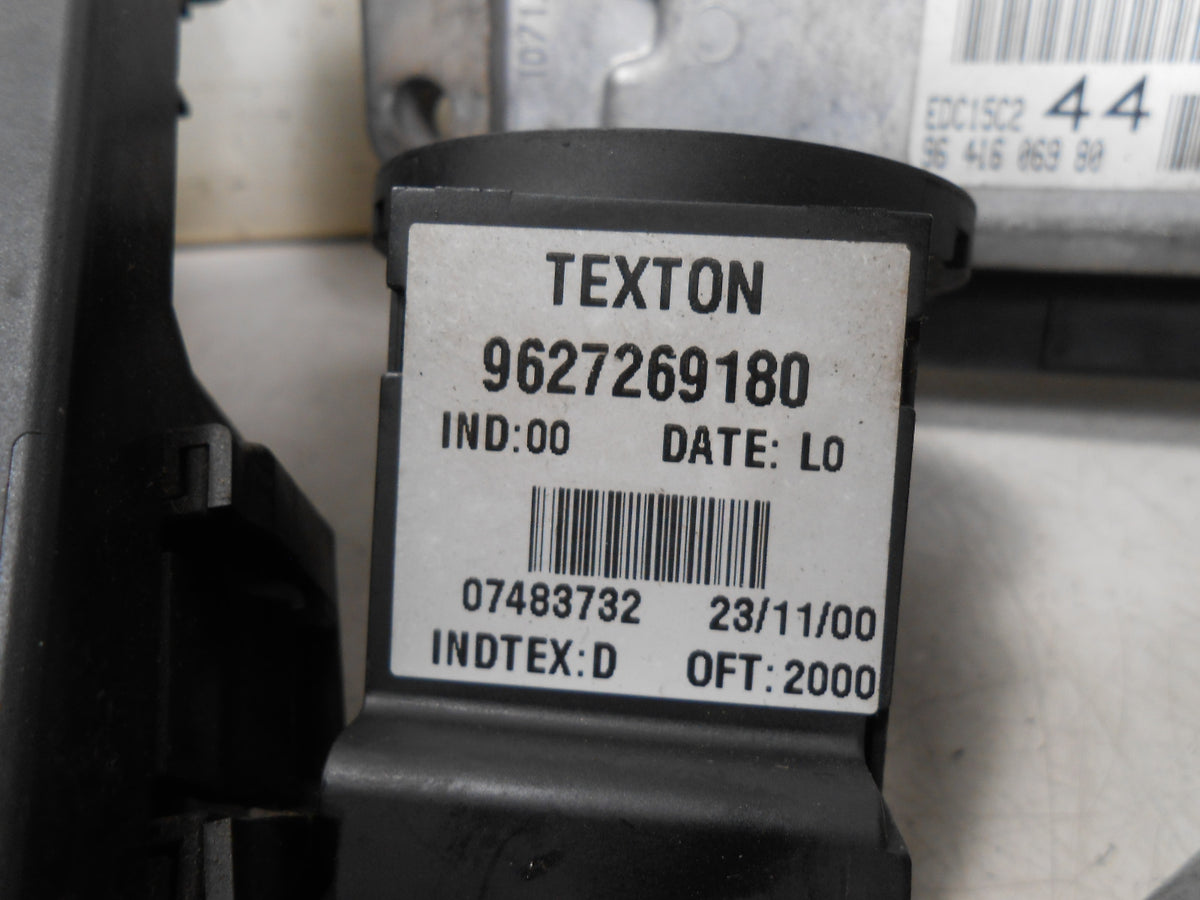 1071
EDC15C2 44
96 416 069 80
TEXTON
9627269180
IND:00 DATE: L0
07483732 23/11/00
INDTEX:D OFT:2000